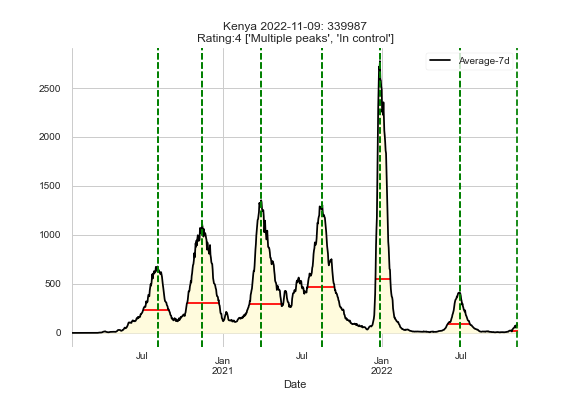 Kenya 2022-11-09: 339987
Rating:4 ['Multiple peaks', 'In control']
Average-7d
2500
2000
1500
1000
500
0
Jul
Jan
2021
Jul
Jan
2022
Jul
Date